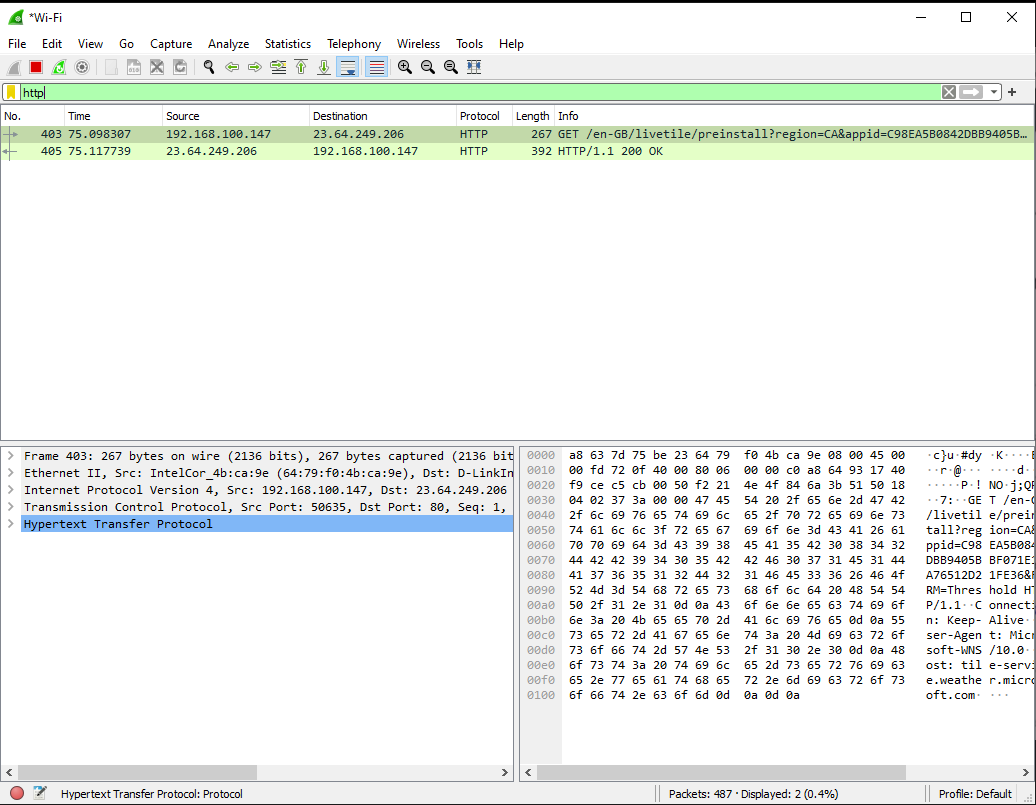 *Wi-Fi
File Edit View Go Capture Analyze Statistics Telephony Wireless Tools Help
http
No. Time Source Destination Protocol Length Info
403 75.098307 192.168.100.147 23.64.249.206 HTTP 267 GET /en-GB/livetile/preinstall?region=CA&appid=C98EA5B0842DBB9405B…
405 75.117739 23.64.249.206 192.168.100.147 HTTP 392 HTTP/1.1 200 OK
Frame 403: 267 bytes on wire (2136 bits), 267 bytes captured (2136 bit
Ethernet II, Src: IntelCor_4b:ca:9e (64:79:f0:4b:ca:9e), Dst: D-LinkIn
Internet Protocol Version 4, Src: 192.168.100.147, Dst: 23.64.249.206
Transmission Control Protocol, Src Port: 50635, Dst Port: 80, Seq: 1,
Hypertext Transfer Protocol
0000 a8 63 7d 75 be 23 64 79 f0 4b ca 9e 08 00 45 00 ·c}u·#dy ·K····E
0010 00 fd 72 0f 40 00 80 06 00 00 c0 a8 64 93 17 40 ··r·@··· ····d··
0020 f9 ce c5 cb 00 50 f2 21 4e 4f 84 6a 3b 51 50 18 ·····P·! NO·j;QP
0030 04 02 37 3a 00 00 47 45 54 20 2f 65 6e 2d 47 42 ··7:··GE T /en-G
0040 2f 6c 69 76 65 74 69 6c 65 2f 70 72 65 69 6e 73 /livetile/prein
0050 74 61 6c 6c 3f 72 65 67 69 6f 6e 3d 43 41 26 61 tall?region=CA&
0060 70 70 69 64 3d 43 39 38 45 41 35 42 30 38 34 32 ppid=C98 EA5B084
0070 44 42 42 39 34 30 35 42 42 46 30 37 31 45 31 44 DBB9405B BF071E1
0080 41 37 36 35 31 32 44 32 31 46 45 33 36 26 46 4f A76512D2 1FE36&F
0090 52 4d 3d 54 68 72 65 73 68 6f 6c 64 20 48 54 54 RM=Threshold HT
00a0 50 2f 31 2e 31 0d 0a 43 6f 6e 6e 65 63 74 69 6f P/1.1··Connecti
00b0 6e 3a 20 4b 65 65 70 2d 41 6c 69 76 65 0d 0a 55 n: Keep-Alive··
00c0 73 65 72 2d 41 67 65 6e 74 3a 20 4d 69 63 72 6f ser-Agent: Micr
00d0 73 6f 66 74 2d 57 4e 53 2f 31 30 2e 30 0d 0a 48 soft-WNS/10.0··
00e0 6f 73 74 3a 20 74 69 6c 65 2d 73 65 72 76 69 63 ost: tile-servi
00f0 65 2e 77 65 61 74 68 65 72 2e 6d 69 63 72 6f 73 e.weather.micro
0100 6f 66 74 2e 63 6f 6d 0d 0a 0d 0a oft.com· ···
Hypertext Transfer Protocol: Protocol
Packets: 487 · Displayed: 2 (0.4%)
Profile: Default